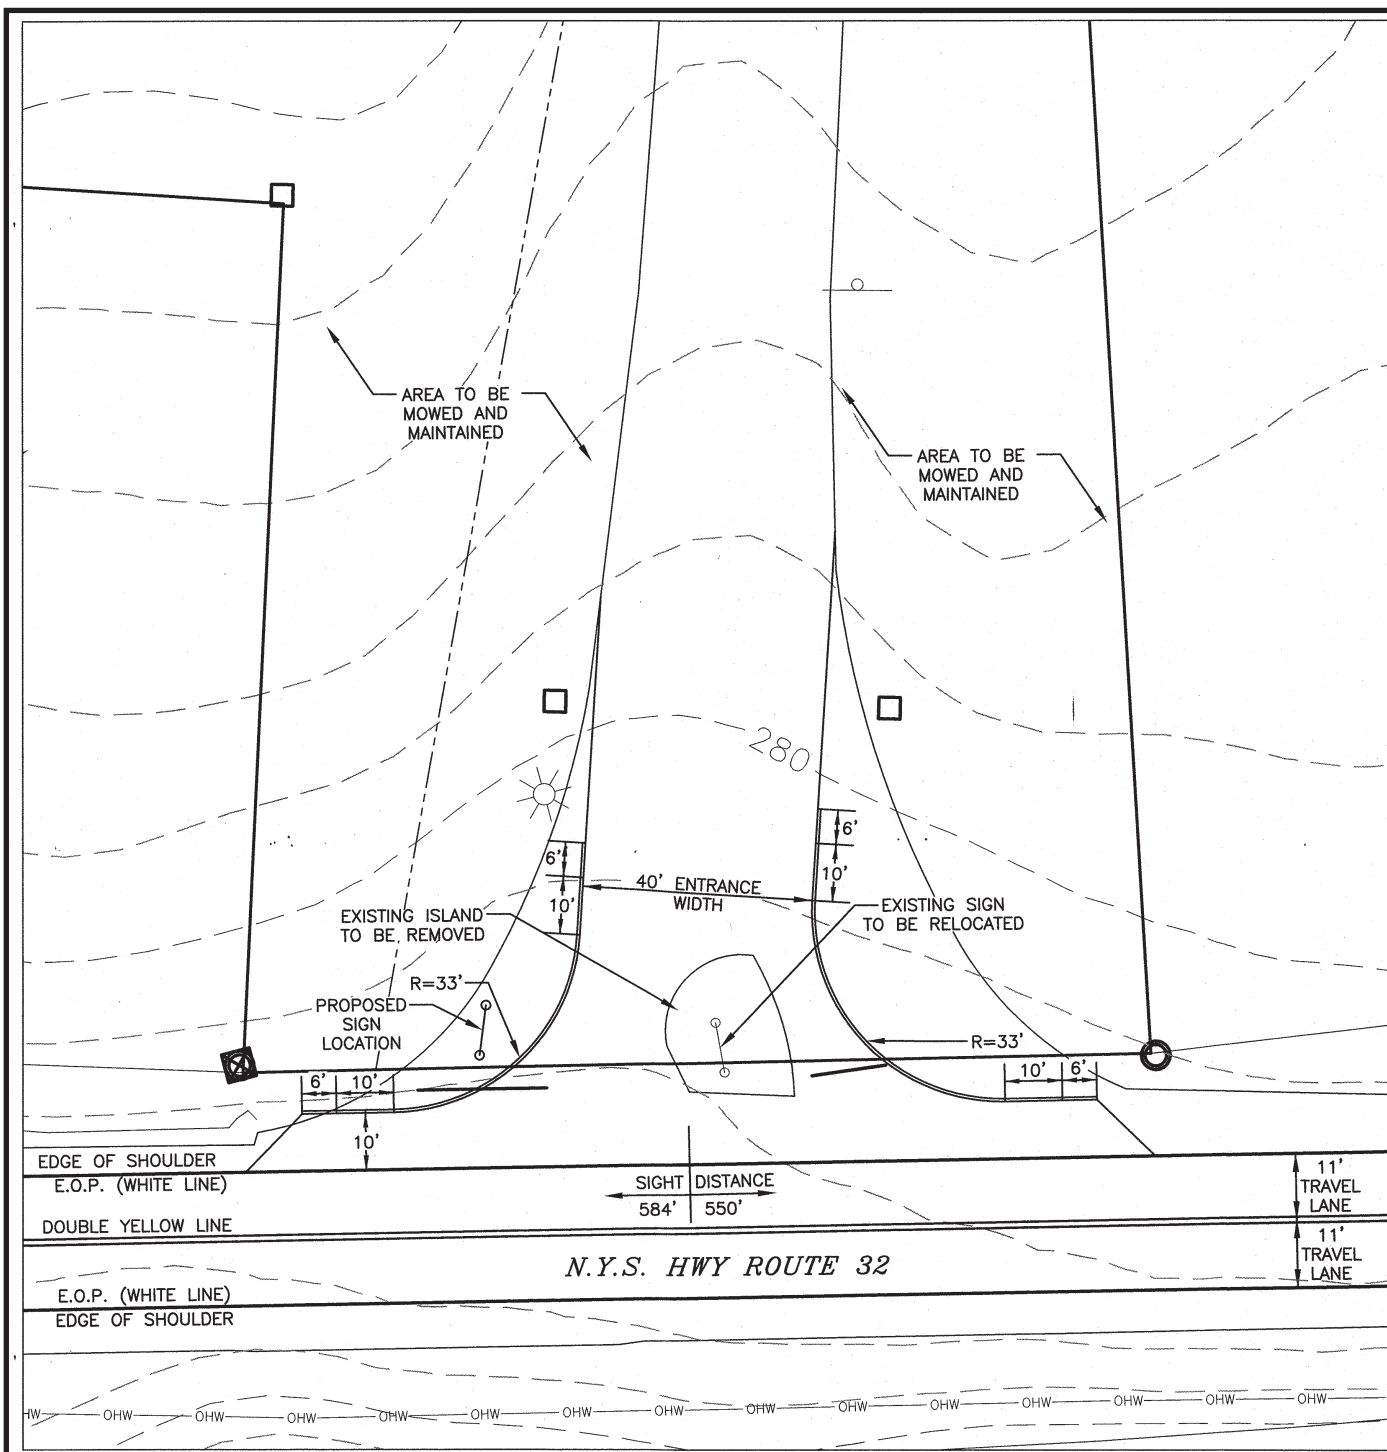 AREA TO BE
MOWED AND
MAINTAINED
AREA TO BE
MOWED AND
MAINTAINED
280
6'
10'
6'
10'
40' ENTRANCE
WIDTH
EXISTING ISLAND
TO BE REMOVED
EXISTING SIGN
TO BE RELOCATED
R=33'
PROPOSED
SIGN
LOCATION
R=33'
6'
10'
10'
6'
10'
EDGE OF SHOULDER
E.O.P. (WHITE LINE)
SIGHT DISTANCE
584' 550'
11'
TRAVEL
LANE
DOUBLE YELLOW LINE
11'
TRAVEL
LANE
N.Y.S. HWY ROUTE 32
E.O.P. (WHITE LINE)
EDGE OF SHOULDER
OHW OHW OHW OHW OHW OHW OHW OHW OHW OHW OHW OHW OHW OHW